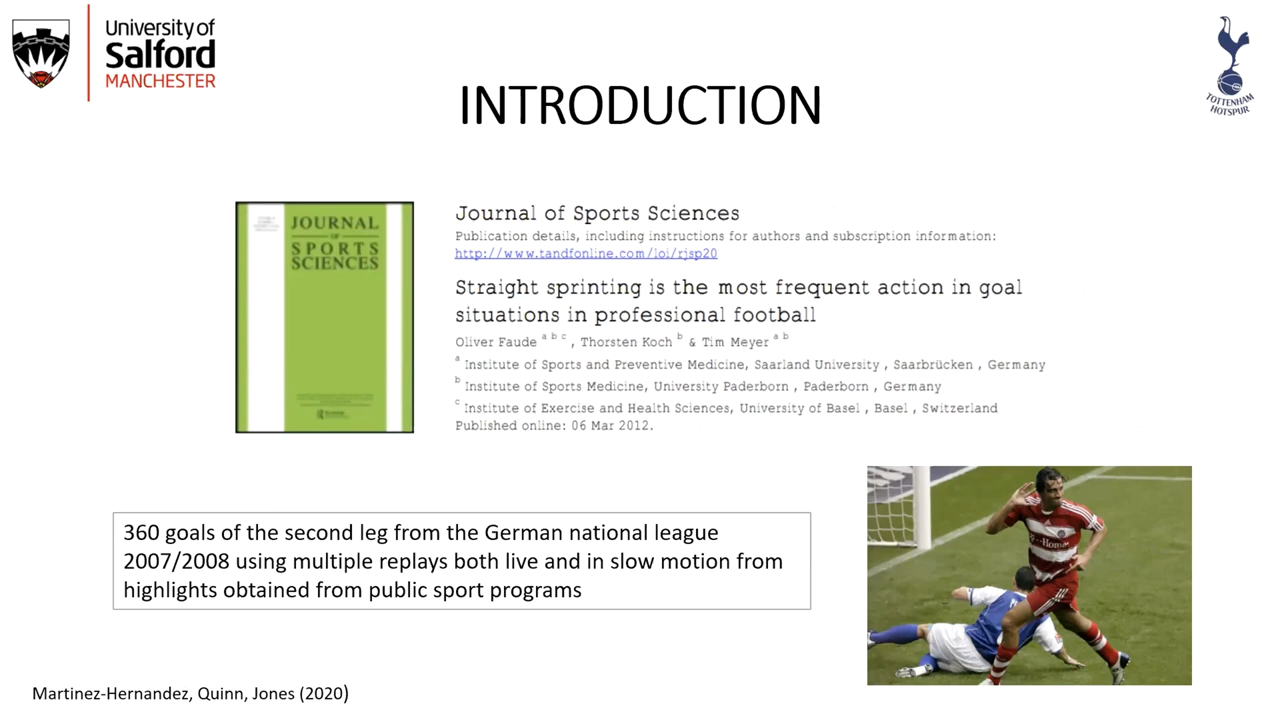 University of
Salford
MANCHESTER
TOTTENHAM
HOTSPUR
INTRODUCTION
JOURNAL
OF
SPORTS
SCIENCES
Journal of Sports Sciences
Publication details, including instructions for authors and subscription information:
http://www.tandfonline.com/loi/rjsp20
Straight sprinting is the most frequent action in goal
situations in professional football
Oliver Faude a b c , Thorsten Koch b & Tim Meyer a b
a Institute of Sports and Preventive Medicine, Saarland University , Saarbrücken , Germany
b Institute of Sports Medicine, University Paderborn , Paderborn , Germany
c Institute of Exercise and Health Sciences, University of Basel , Basel , Switzerland
Published online: 06 Mar 2012.
360 goals of the second leg from the German national league
2007/2008 using multiple replays both live and in slow motion from
highlights obtained from public sport programs
Martinez-Hernandez, Quinn, Jones (2020)